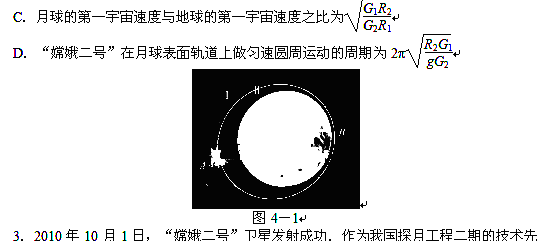 C. 月球的第一宇宙速度与地球的第一宇宙速度之比为√(G₁R₂/G₂R₁)↵
D. “嫦娥二号”在月球表面轨道上做匀速圆周运动的周期为 2π√(R₂G₁/gG₂)↵
Ⅰ Ⅱ
图 4－1↵
3. 2010 年 10 月 1 日，“嫦娥二号”卫星发射成功．作为我国探月工程二期的技术先